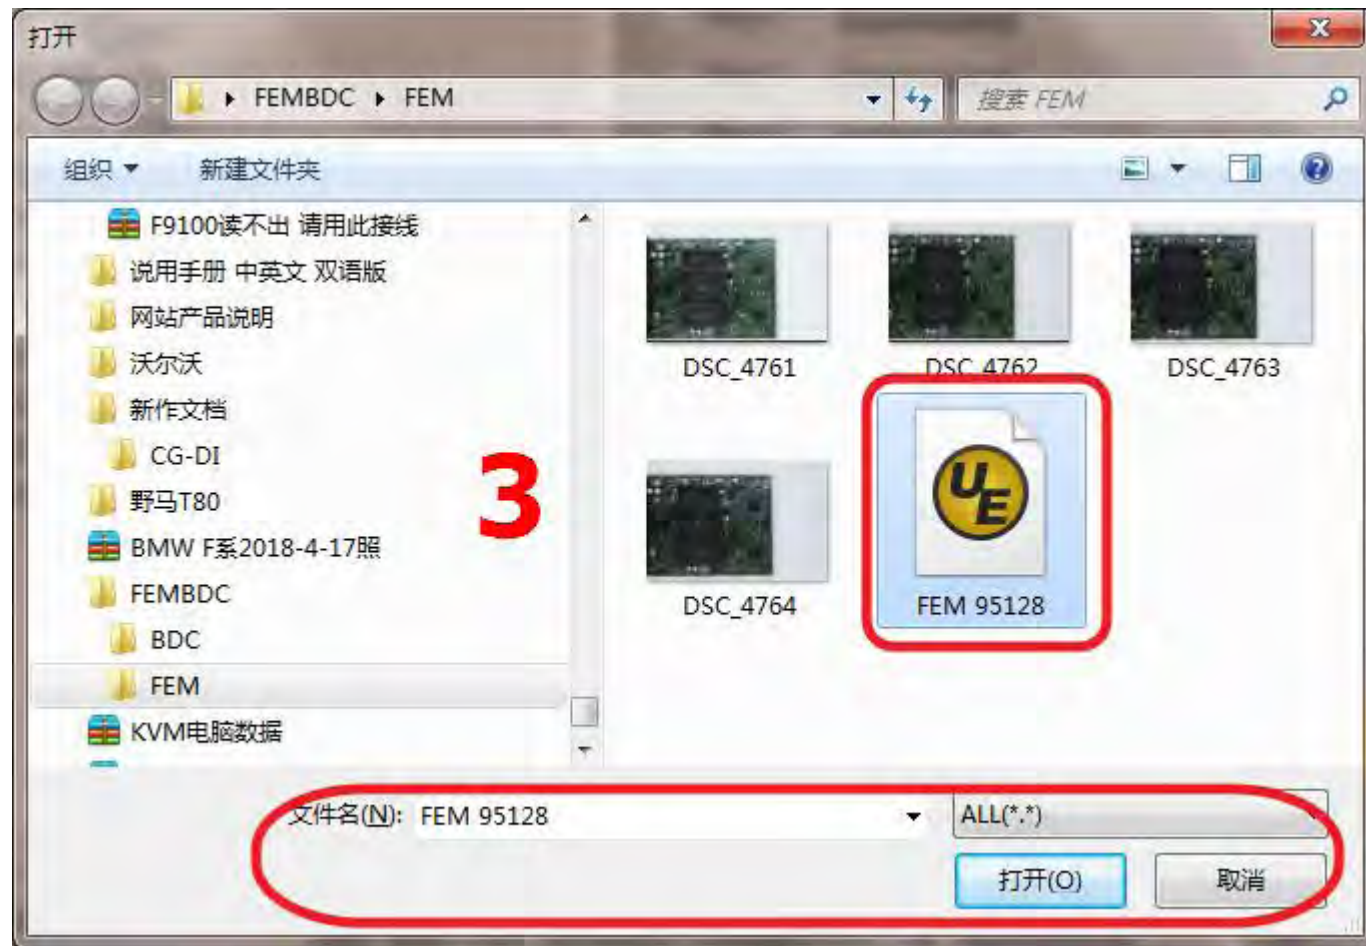 打开
FEMBDC FEM
搜索 FEM
组织 新建文件夹
F9100读不出 请用此接线
说用手册 中英文 双语版
网站产品说明
沃尔沃
新作文档
CG-DI
野马T80
BMW F系2018-4-17照
FEMBDC
BDC
FEM
KVM电脑数据
3
DSC_4761
DSC_4762
DSC_4763
DSC_4764
UE
FEM 95128
文件名(N): FEM 95128
ALL(*.*)
打开(O)
取消